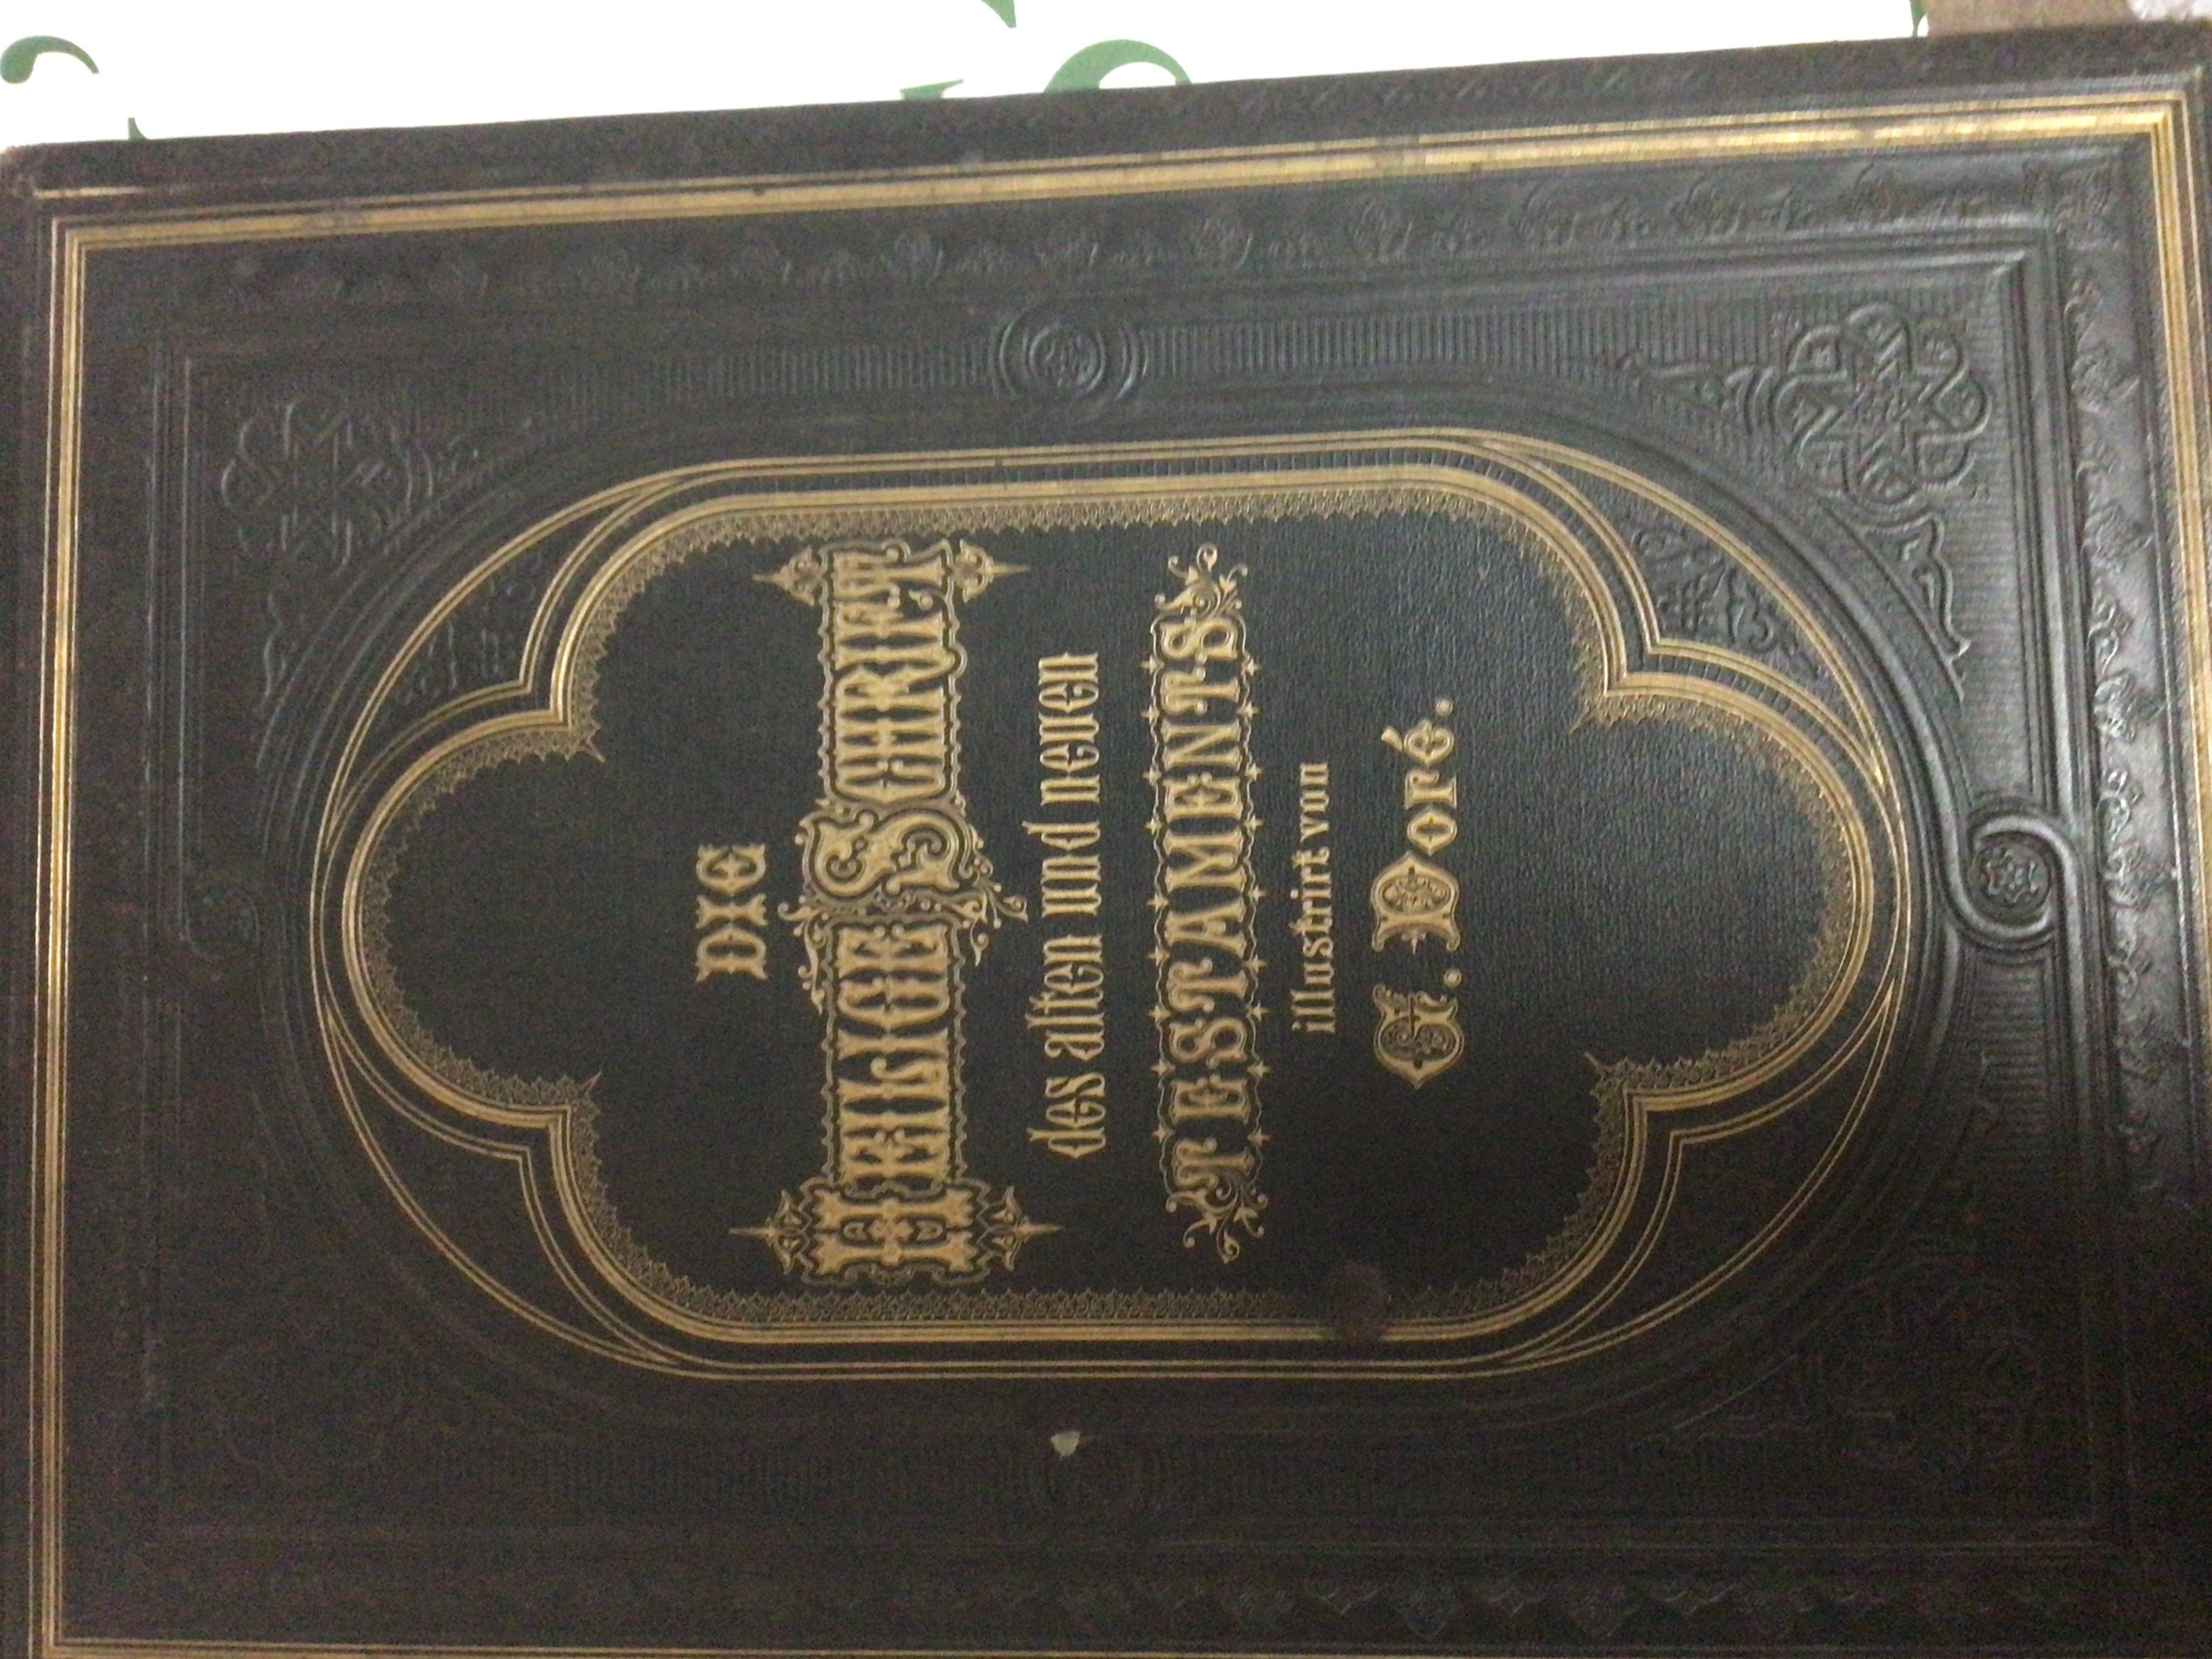 DIE
HEILIGE SCHRIFT
des alten und neuen
TESTAMENTS
illustrirt von
G. Doré.